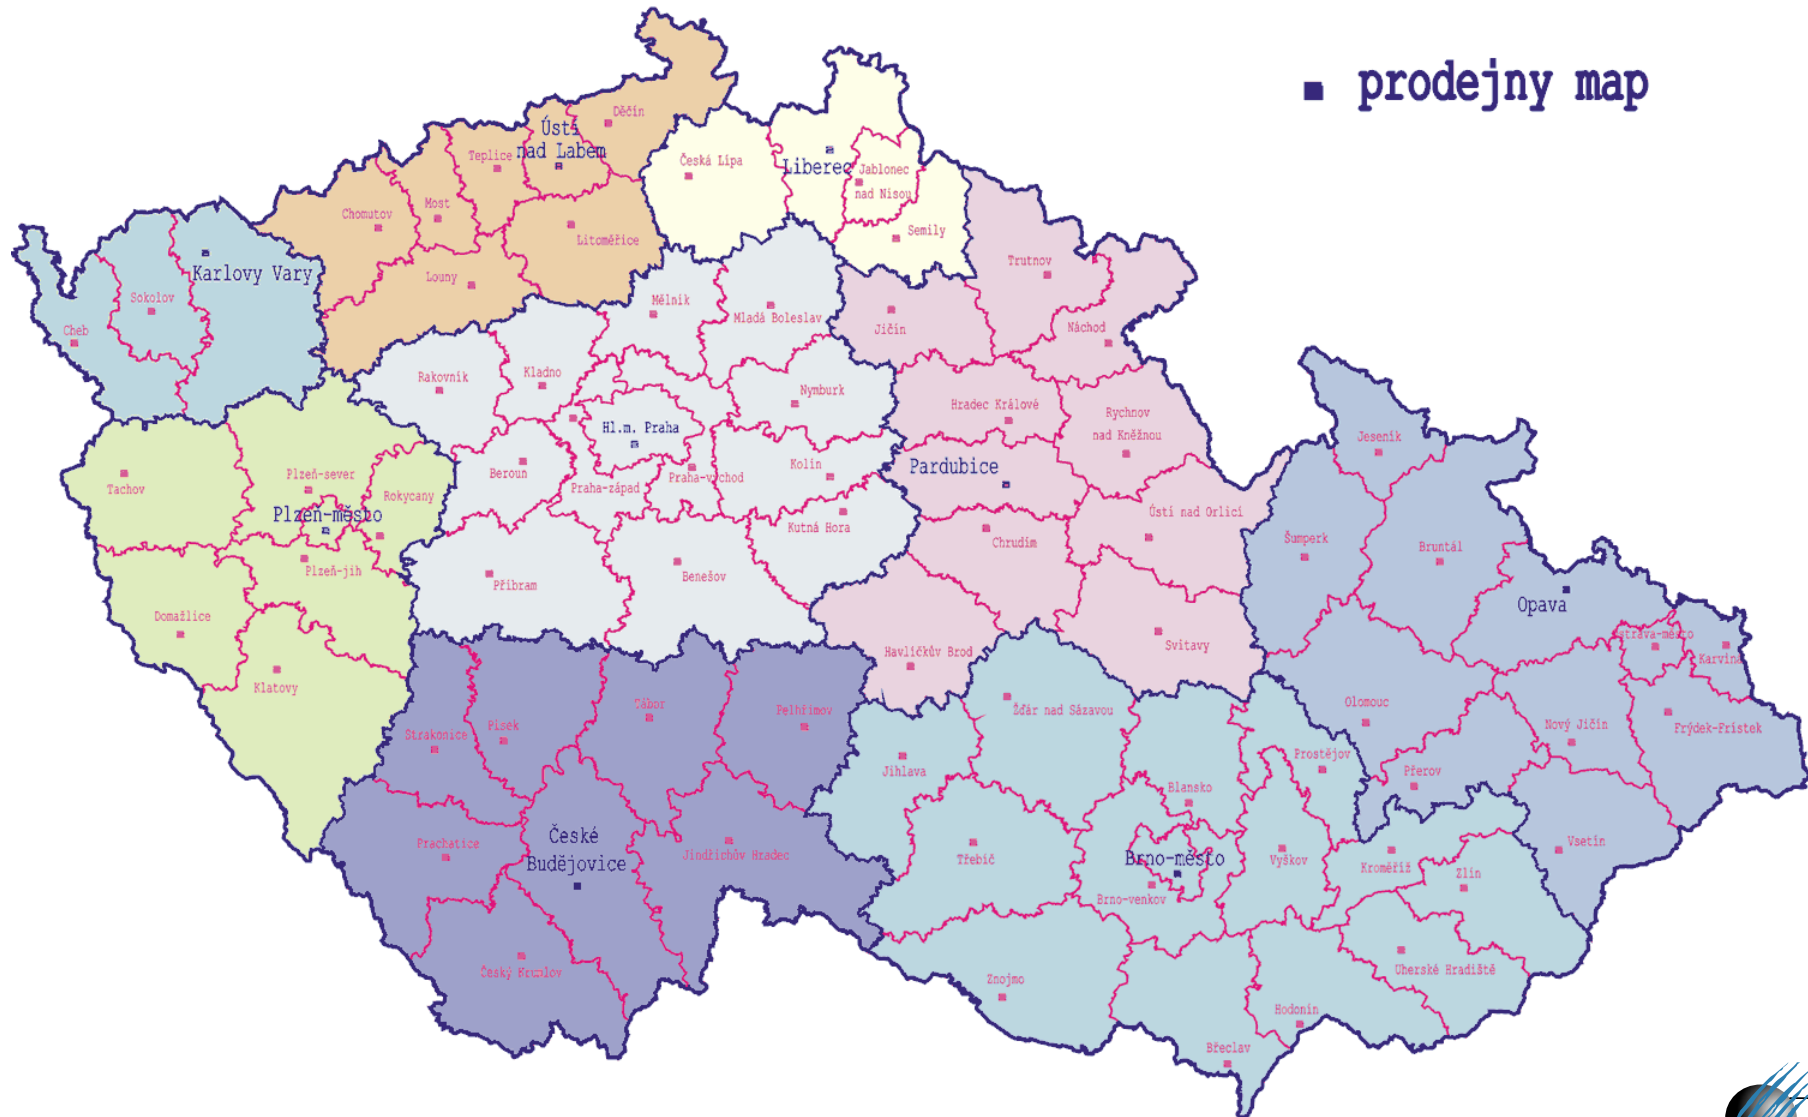 prodejny map
Děčín
Ústí
nad Labem
Teplice
Česká Lípa
Liberec
Jablonec
nad Nisou
Most
Chomutov
Litoměřice
Semily
Karlovy Vary
Louny
Trutnov
Sokolov
Mělník
Mladá Boleslav
Cheb
Jičín
Náchod
Rakovník
Kladno
Nymburk
Hradec Králové
Rychnov
nad Kněžnou
Hl.m. Praha
Jeseník
Pardubice
Plzeň-sever
Beroun
Kolín
Tachov
Rokycany
Praha-západ
Praha-východ
Plzeň-město
Kutná Hora
Ústí nad Orlicí
Chrudim
Šumperk
Bruntál
Plzeň-jih
Příbram
Benešov
Opava
Domažlice
Ostrava-město
Havlíčkův Brod
Svitavy
Karviná
Klatovy
Tábor
Pelhřimov
Žďár nad Sázavou
Olomouc
Strakonice
Písek
Nový Jičín
Frýdek-Frístek
Jihlava
Prostějov
Přerov
Blansko
České
Budějovice
Prachatice
Jindřichův Hradec
Třebíč
Brno-město
Vyškov
Kroměříž
Vsetín
Zlín
Brno-venkov
Český Krumlov
Znojmo
Uherské Hradiště
Hodonín
Břeclav